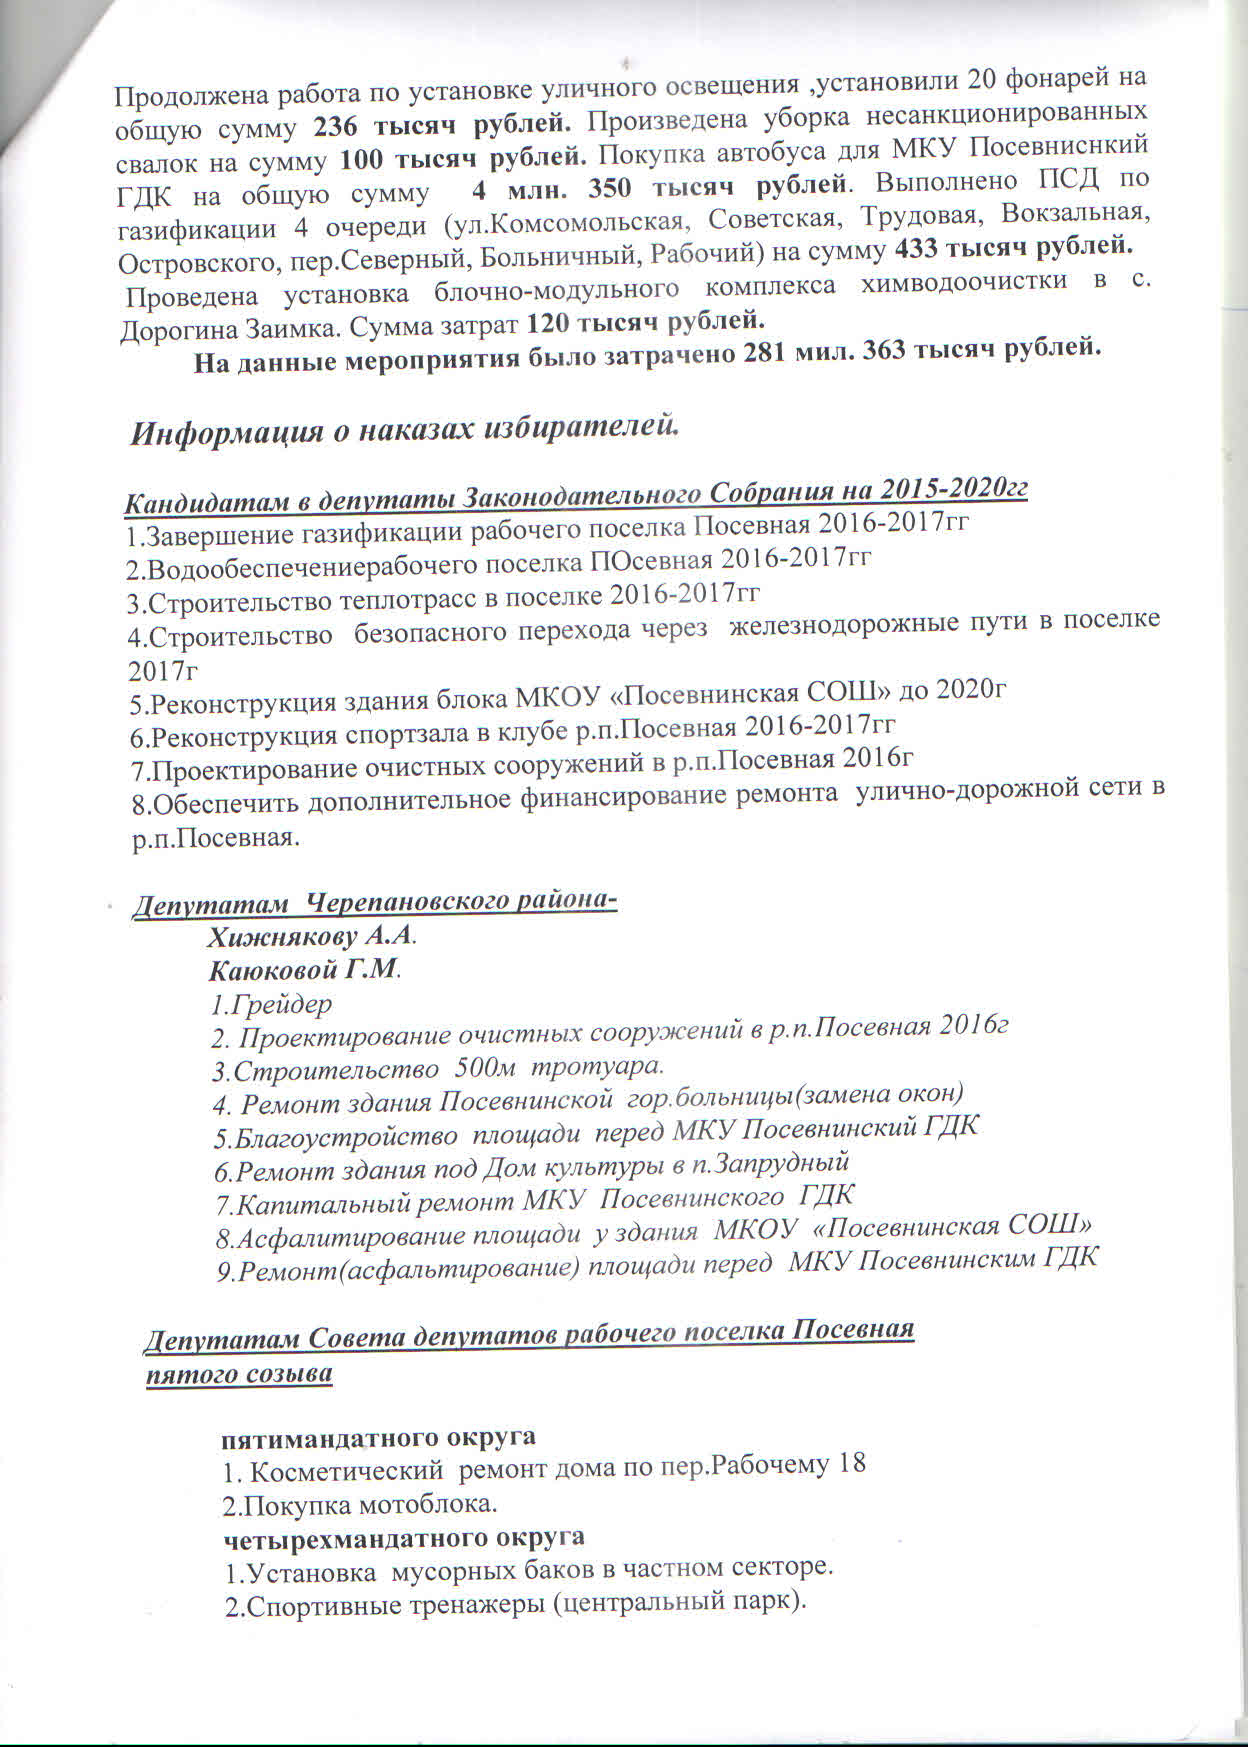 Продолжена работа по установке уличного освещения ,установили 20 фонарей на
общую сумму 236 тысяч рублей. Произведена уборка несанкционированных
свалок на сумму 100 тысяч рублей. Покупка автобуса для МКУ Посевниснкий
ГДК на общую сумму 4 млн. 350 тысяч рублей. Выполнено ПСД по
газификации 4 очереди (ул.Комсомольская, Советская, Трудовая, Вокзальная,
Островского, пер.Северный, Больничный, Рабочий) на сумму 433 тысяч рублей.
Проведена установка блочно-модульного комплекса химводоочистки в с.
Дорогина Заимка. Сумма затрат 120 тысяч рублей.
На данные мероприятия было затрачено 281 мил. 363 тысяч рублей.
Информация о наказах избирателей.
Кандидатам в депутаты Законодательного Собрания на 2015-2020гг
1.Завершение газификации рабочего поселка Посевная 2016-2017гг
2.Водообеспечениерабочего поселка ПОсевная 2016-2017гг
3.Строительство теплотрасс в поселке 2016-2017гг
4.Строительство безопасного перехода через железнодорожные пути в поселке
2017г
5.Реконструкция здания блока МКОУ «Посевнинская СОШ» до 2020г
6.Реконструкция спортзала в клубе р.п.Посевная 2016-2017гг
7.Проектирование очистных сооружений в р.п.Посевная 2016г
8.Обеспечить дополнительное финансирование ремонта улично-дорожной сети в
р.п.Посевная.
Депутатам Черепановского района-
Хижнякову А.А.
Каюковой Г.М.
1.Грейдер
2. Проектирование очистных сооружений в р.п.Посевная 2016г
3.Строительство 500м тротуара.
4. Ремонт здания Посевнинской гор.больницы(замена окон)
5.Благоустройство площади перед МКУ Посевнинский ГДК
6.Ремонт здания под Дом культуры в п.Запрудный
7.Капитальный ремонт МКУ Посевнинского ГДК
8.Асфалитирование площади у здания МКОУ «Посевнинская СОШ»
9.Ремонт(асфальтирование) площади перед МКУ Посевнинским ГДК
Депутатам Совета депутатов рабочего поселка Посевная
пятого созыва
пятимандатного округа
1. Косметический ремонт дома по пер.Рабочему 18
2.Покупка мотоблока.
четырехмандатного округа
1.Установка мусорных баков в частном секторе.
2.Спортивные тренажеры (центральный парк).